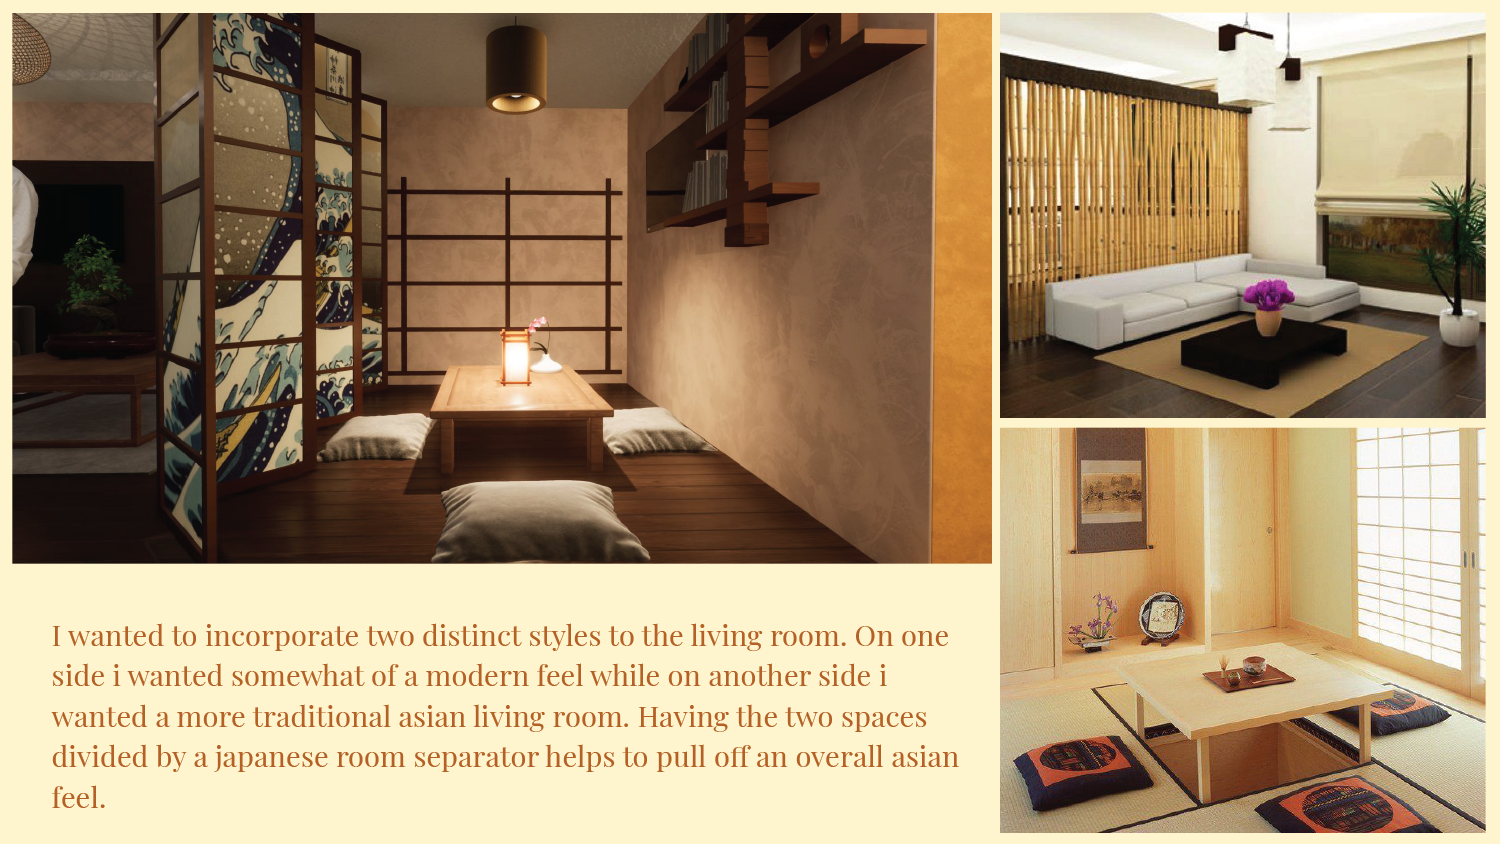 I wanted to incorporate two distinct styles to the living room. On one
side i wanted somewhat of a modern feel while on another side i
wanted a more traditional asian living room. Having the two spaces
divided by a japanese room separator helps to pull off an overall asian
feel.